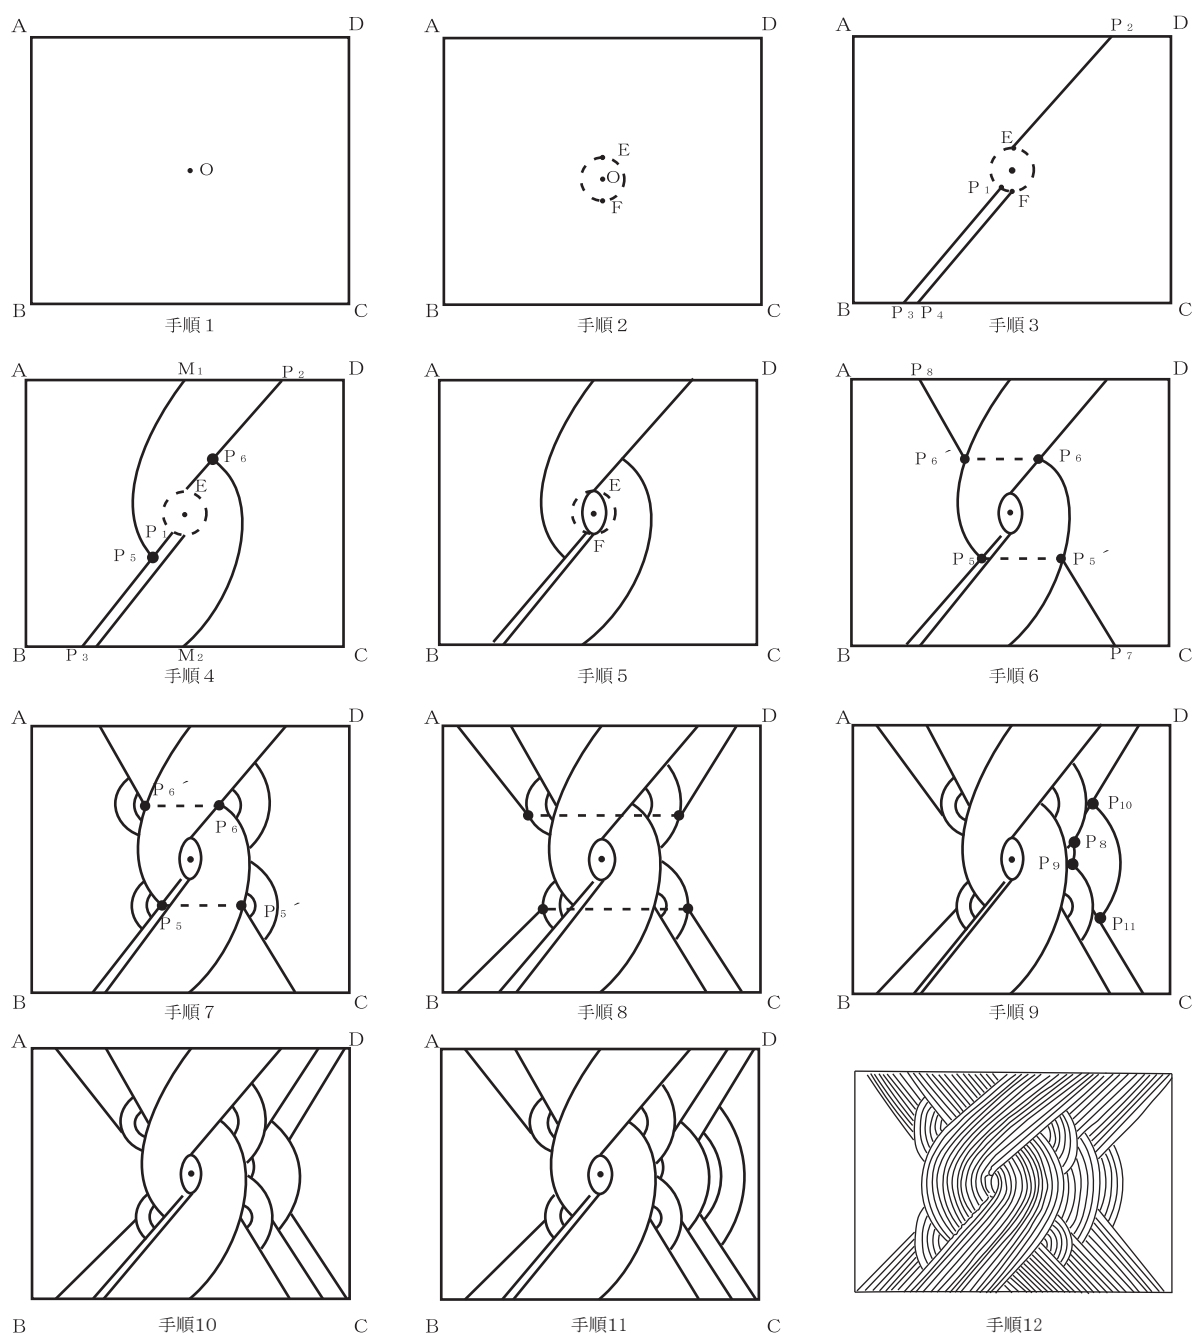 A D
O
B C
手順1
A D
E
O
F
B C
手順2
A P2 D
E
P1 F
B P3 P4 C
手順3
A M1 P2 D
P6
E
P1
P5
B P3 M2 C
手順4
A D
E
F
B C
手順5
A P8 D
P6´ P6
P5 P5´
B P7 C
手順6
A D
P6´
P6
P5 P5´
B C
手順7
A D
B C
手順8
A D
P10
P8
P9
P11
B C
手順9
A D
B C
手順10
A D
B C
手順11
手順12